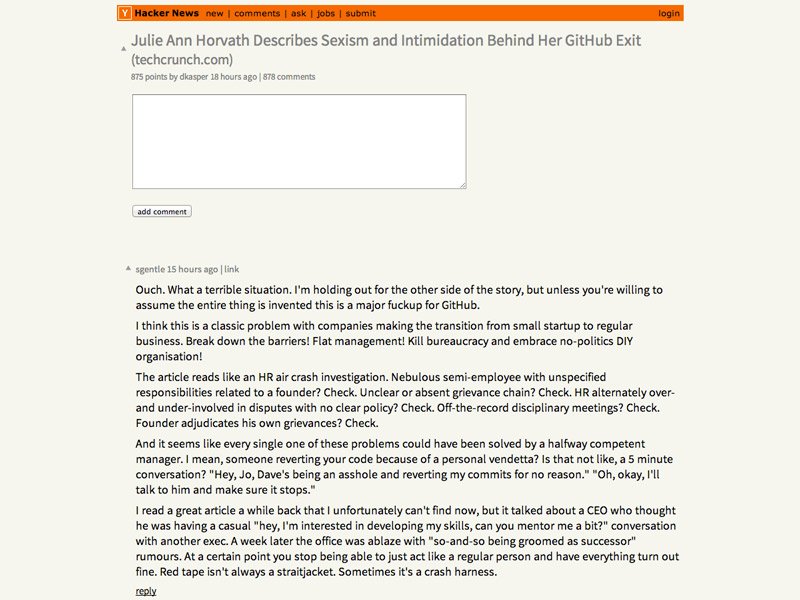 Y Hacker News new | comments | ask | jobs | submit login
Julie Ann Horvath Describes Sexism and Intimidation Behind Her GitHub Exit
(techcrunch.com)
875 points by dkasper 18 hours ago | 878 comments
add comment
sgentle 15 hours ago | link
Ouch. What a terrible situation. I'm holding out for the other side of the story, but unless you're willing to
assume the entire thing is invented this is a major fuckup for GitHub.
I think this is a classic problem with companies making the transition from small startup to regular
business. Break down the barriers! Flat management! Kill bureaucracy and embrace no-politics DIY
organisation!
The article reads like an HR air crash investigation. Nebulous semi-employee with unspecified
responsibilities related to a founder? Check. Unclear or absent grievance chain? Check. HR alternately over-
and under-involved in disputes with no clear policy? Check. Off-the-record disciplinary meetings? Check.
Founder adjudicates his own grievances? Check.
And it seems like every single one of these problems could have been solved by a halfway competent
manager. I mean, someone reverting your code because of a personal vendetta? Is that not like, a 5 minute
conversation? "Hey, Jo, Dave's being an asshole and reverting my commits for no reason." "Oh, okay, I'll
talk to him and make sure it stops."
I read a great article a while back that I unfortunately can't find now, but it talked about a CEO who thought
he was having a casual "hey, I'm interested in developing my skills, can you mentor me a bit?" conversation
with another exec. A week later the office was ablaze with "so-and-so being groomed as successor"
rumours. At a certain point you stop being able to just act like a regular person and have everything turn out
fine. Red tape isn't always a straitjacket. Sometimes it's a crash harness.
reply